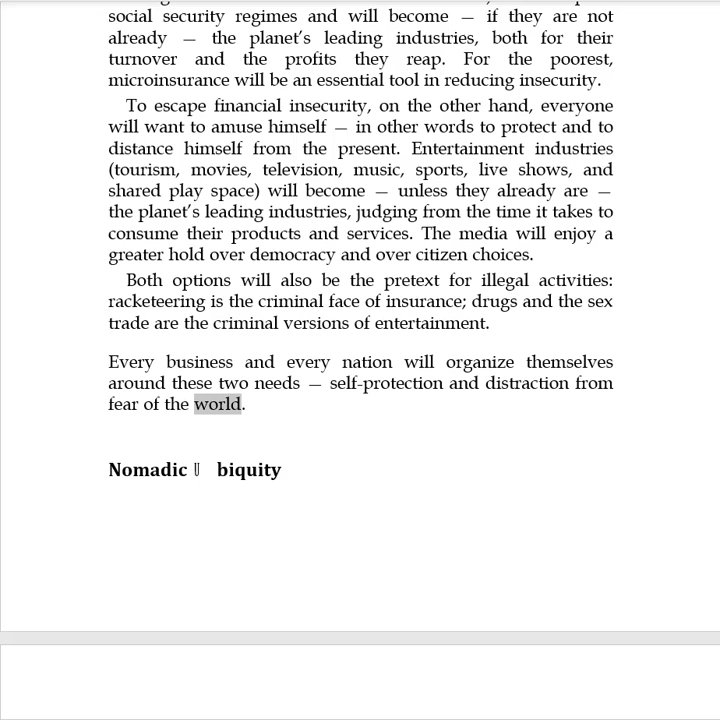 social security regimes and will become — if they are not
already — the planet's leading industries, both for their
turnover and the profits they reap. For the poorest,
microinsurance will be an essential tool in reducing insecurity.
To escape financial insecurity, on the other hand, everyone
will want to amuse himself — in other words to protect and to
distance himself from the present. Entertainment industries
(tourism, movies, television, music, sports, live shows, and
shared play space) will become — unless they already are —
the planet's leading industries, judging from the time it takes to
consume their products and services. The media will enjoy a
greater hold over democracy and over citizen choices.
Both options will also be the pretext for illegal activities:
racketeering is the criminal face of insurance; drugs and the sex
trade are the criminal versions of entertainment.
Every business and every nation will organize themselves
around these two needs — self-protection and distraction from
fear of the world.
Nomadic U biquity